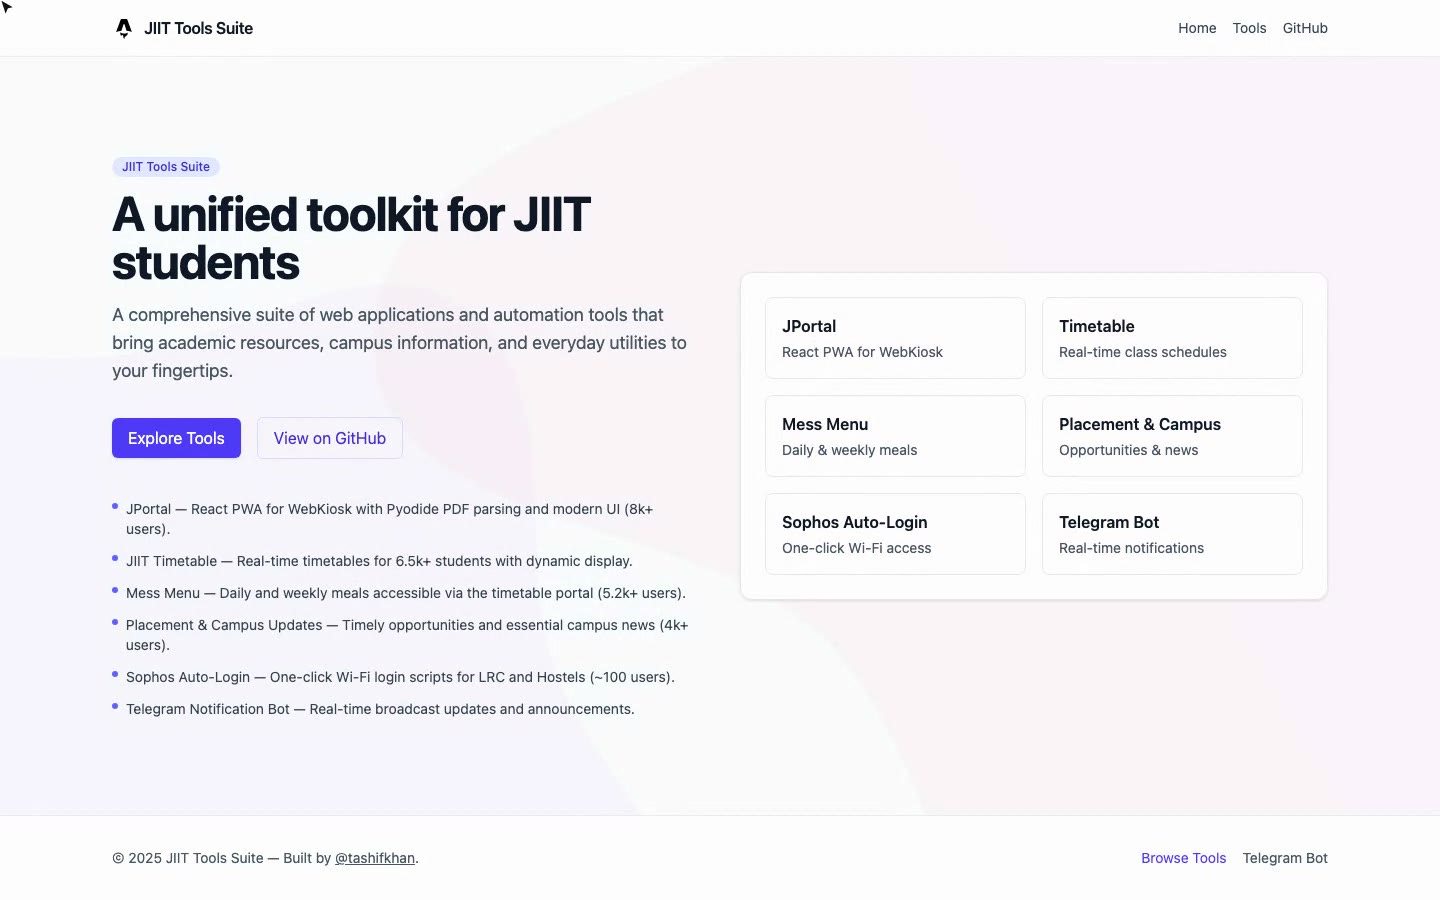 JIIT Tools Suite
Home Tools GitHub
JIIT Tools Suite
A unified toolkit for JIIT
students
A comprehensive suite of web applications and automation tools that
bring academic resources, campus information, and everyday utilities to
your fingertips.
Explore Tools View on GitHub
JPortal — React PWA for WebKiosk with Pyodide PDF parsing and modern UI (8k+
users).
JIIT Timetable — Real-time timetables for 6.5k+ students with dynamic display.
Mess Menu — Daily and weekly meals accessible via the timetable portal (5.2k+ users).
Placement & Campus Updates — Timely opportunities and essential campus news (4k+
users).
Sophos Auto-Login — One-click Wi-Fi login scripts for LRC and Hostels (~100 users).
Telegram Notification Bot — Real-time broadcast updates and announcements.
JPortal
React PWA for WebKiosk
Timetable
Real-time class schedules
Mess Menu
Daily & weekly meals
Placement & Campus
Opportunities & news
Sophos Auto-Login
One-click Wi-Fi access
Telegram Bot
Real-time notifications
© 2025 JIIT Tools Suite — Built by @tashifkhan.
Browse Tools Telegram Bot